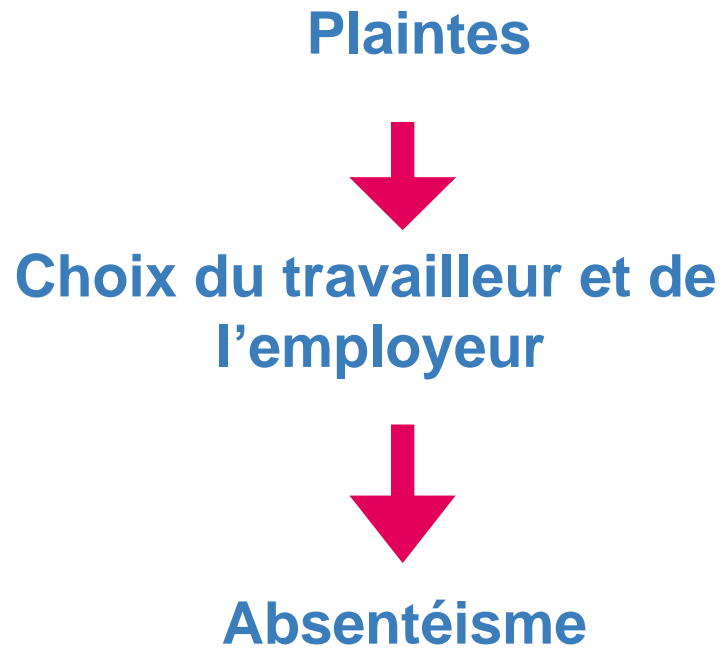 Plaintes
Choix du travailleur et de
l’employeur
Absentéisme